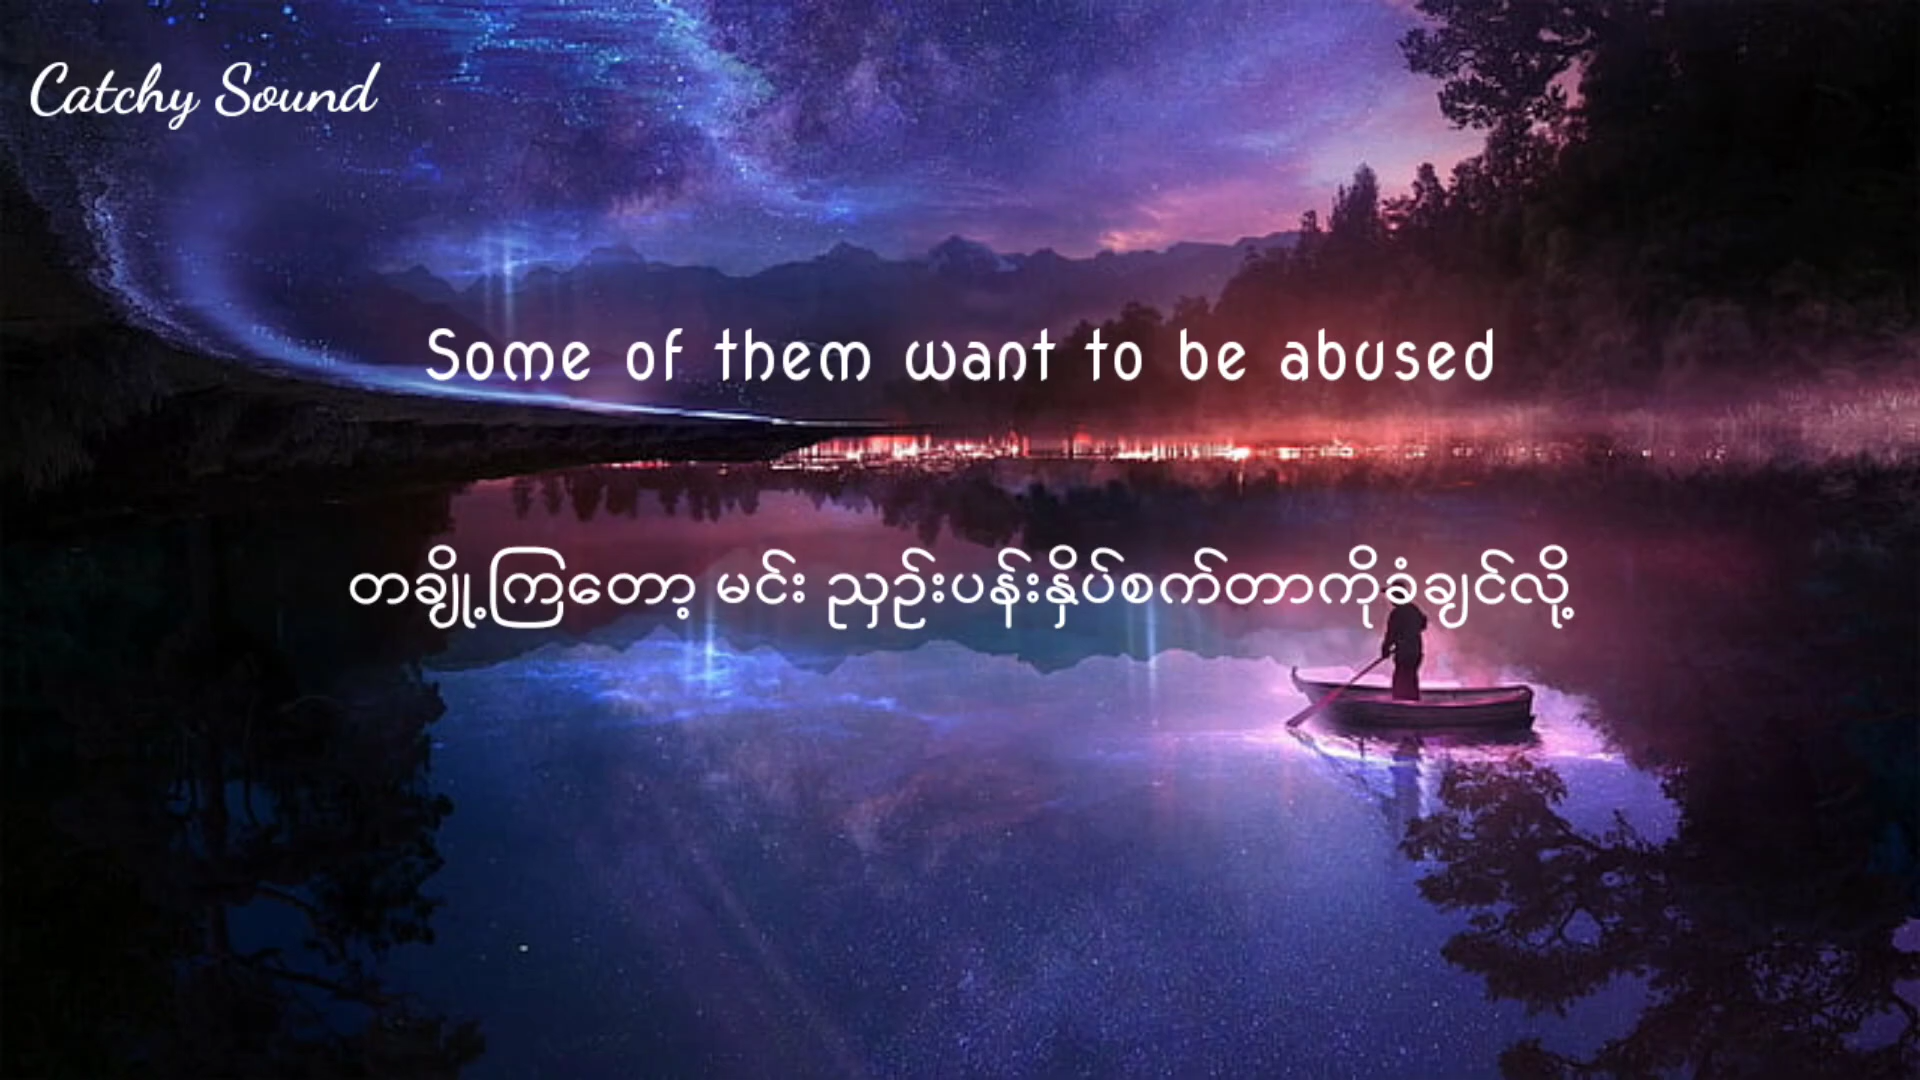 Catchy Sound
Some of them want to be abused
တချို့ကြတော့ မင်း ညှဉ်းပန်းနှိပ်စက်တာကိုခံချင်လို့